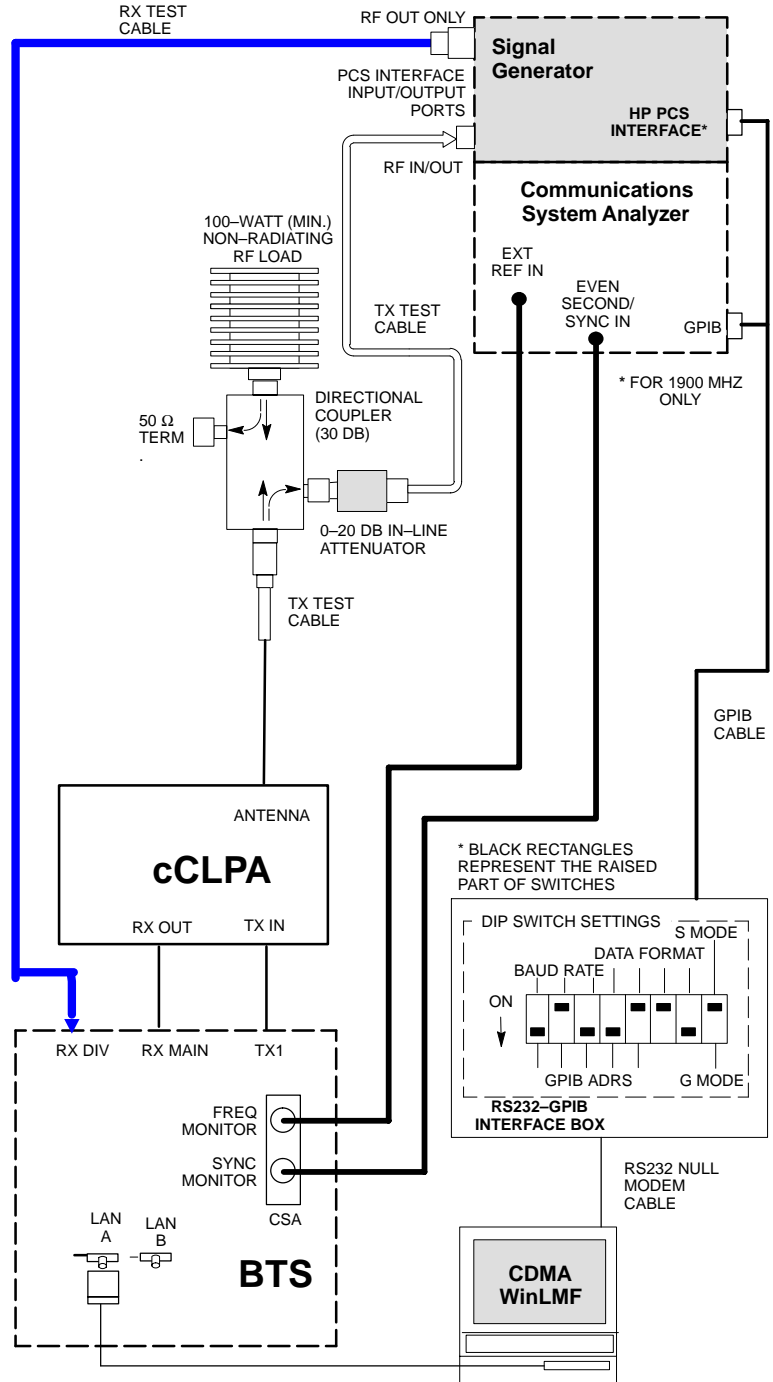 RX TEST
CABLE
RF OUT ONLY
Signal
Generator
PCS INTERFACE
INPUT/OUTPUT
PORTS
HP PCS
INTERFACE*
RF IN/OUT
Communications
System Analyzer
100–WATT (MIN.)
NON–RADIATING
RF LOAD
EXT
REF IN
EVEN
SECOND/
SYNC IN
GPIB
TX TEST
CABLE
* FOR 1900 MHZ
ONLY
50 Ω
TERM
.
DIRECTIONAL
COUPLER
(30 DB)
0–20 DB IN–LINE
ATTENUATOR
TX TEST
CABLE
GPIB
CABLE
ANTENNA
cCLPA
RX OUT
TX IN
* BLACK RECTANGLES
REPRESENT THE RAISED
PART OF SWITCHES
DIP SWITCH SETTINGS
S MODE
DATA FORMAT
BAUD RATE
ON
GPIB ADRS
G MODE
RS232–GPIB
INTERFACE BOX
RX DIV
RX MAIN
TX1
FREQ
MONITOR
SYNC
MONITOR
CSA
LAN
A
LAN
B
BTS
RS232 NULL
MODEM
CABLE
CDMA
WinLMF